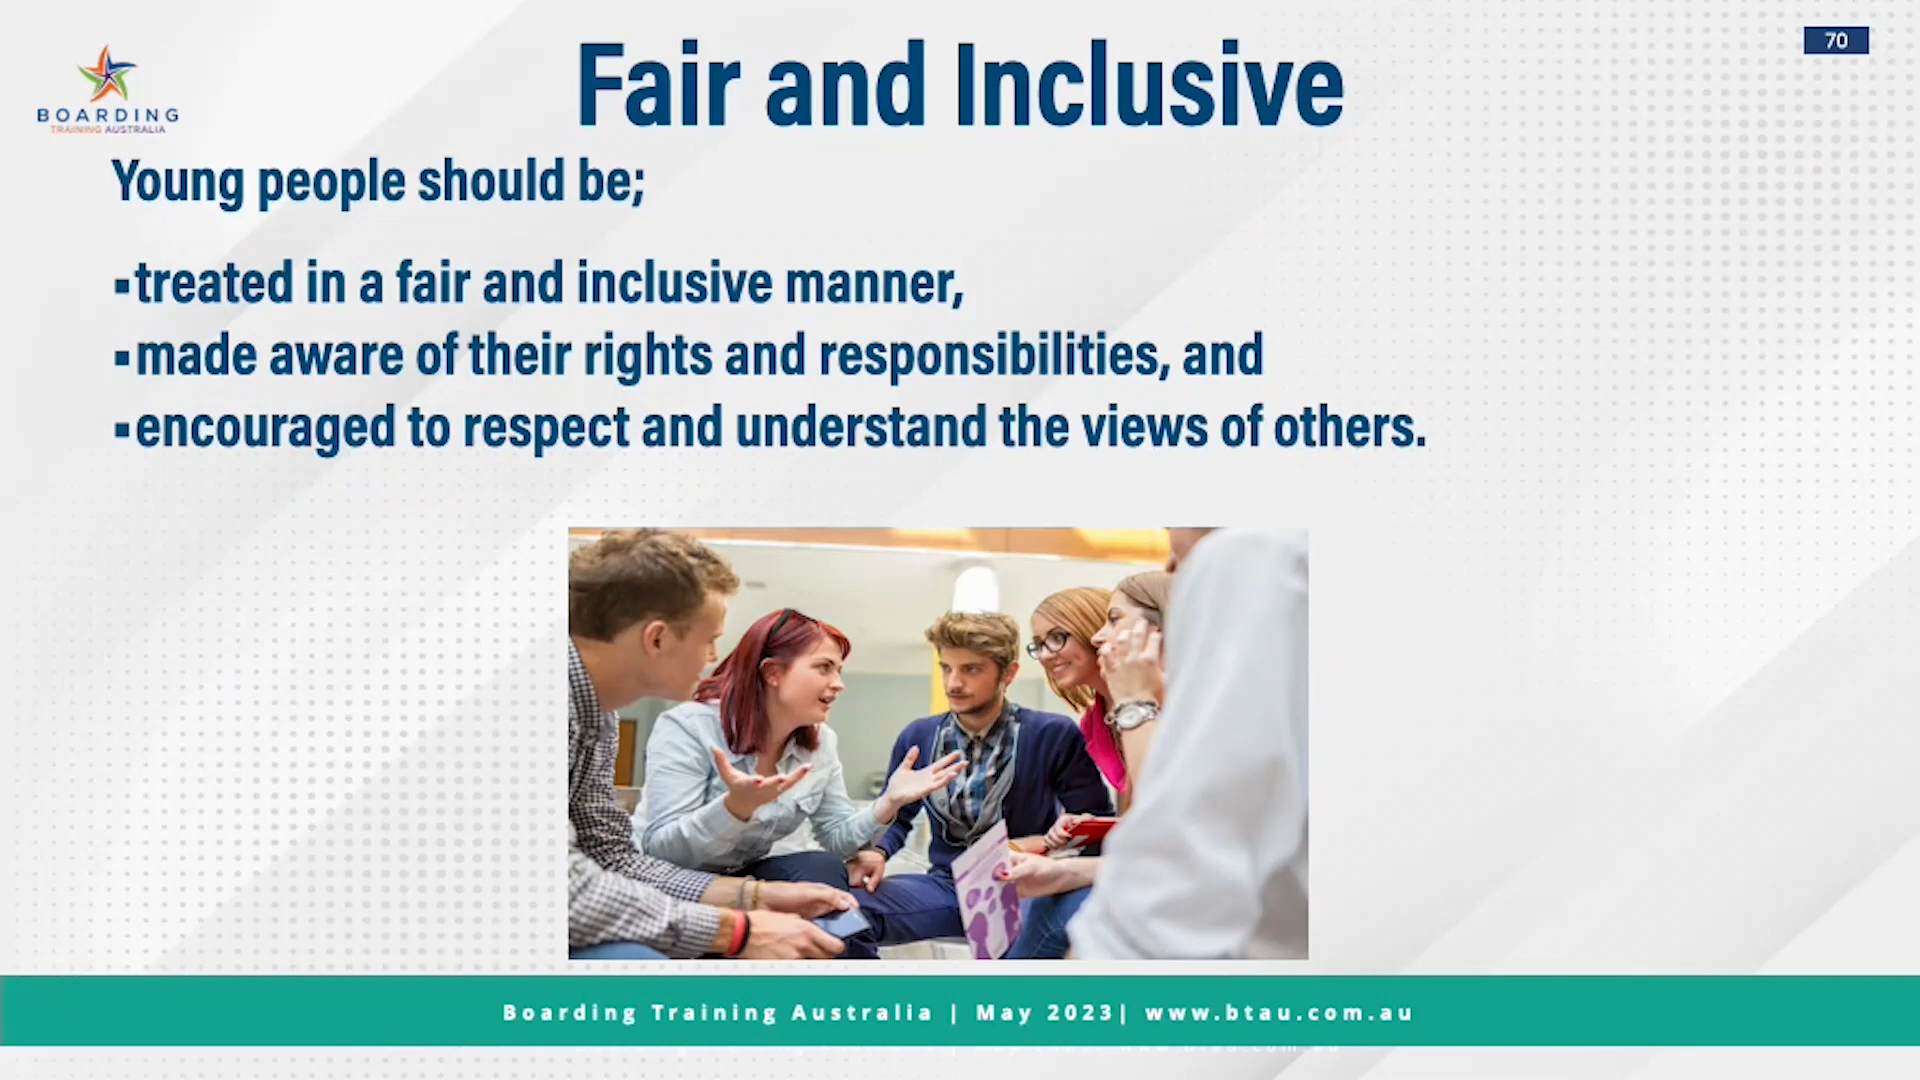 70
BOARDING
TRAINING AUSTRALIA
Fair and Inclusive
Young people should be;
▪treated in a fair and inclusive manner,
▪made aware of their rights and responsibilities, and
▪encouraged to respect and understand the views of others.
Boarding Training Australia | May 2023| www.btau.com.au